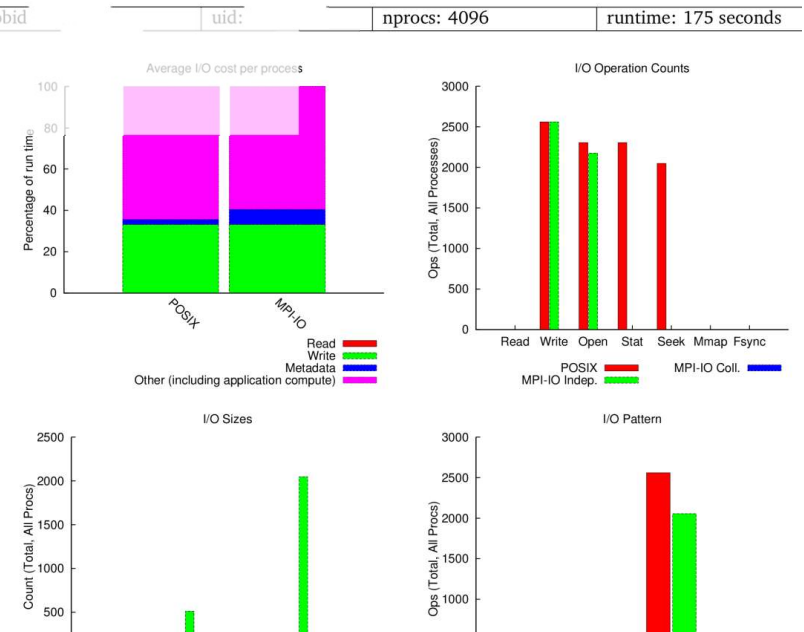 obid uid: nprocs: 4096 runtime: 175 seconds
Average I/O cost per process
100
80
60
40
20
0
Percentage of run time
POSIX
MPI-IO
Read
Write
Metadata
Other (including application compute)
I/O Operation Counts
3000
2500
2000
1500
1000
500
0
Ops (Total, All Processes)
Read Write Open Stat Seek Mmap Fsync
POSIX MPI-IO Coll.
MPI-IO Indep.
I/O Sizes
2500
2000
1500
1000
500
Count (Total, All Procs)
I/O Pattern
3000
2500
2000
1500
1000
Ops (Total, All Procs)